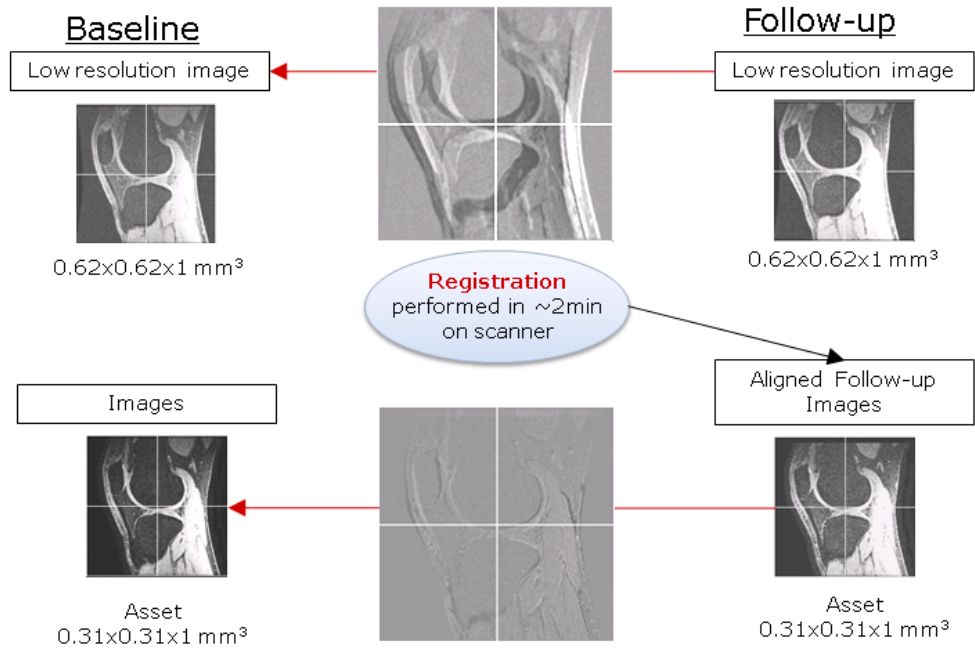 Baseline
Follow-up
Low resolution image
Low resolution image
0.62x0.62x1 mm³
0.62x0.62x1 mm³
Registration
performed in ~2min
on scanner
Images
Aligned Follow-up
Images
Asset
0.31x0.31x1 mm³
Asset
0.31x0.31x1 mm³